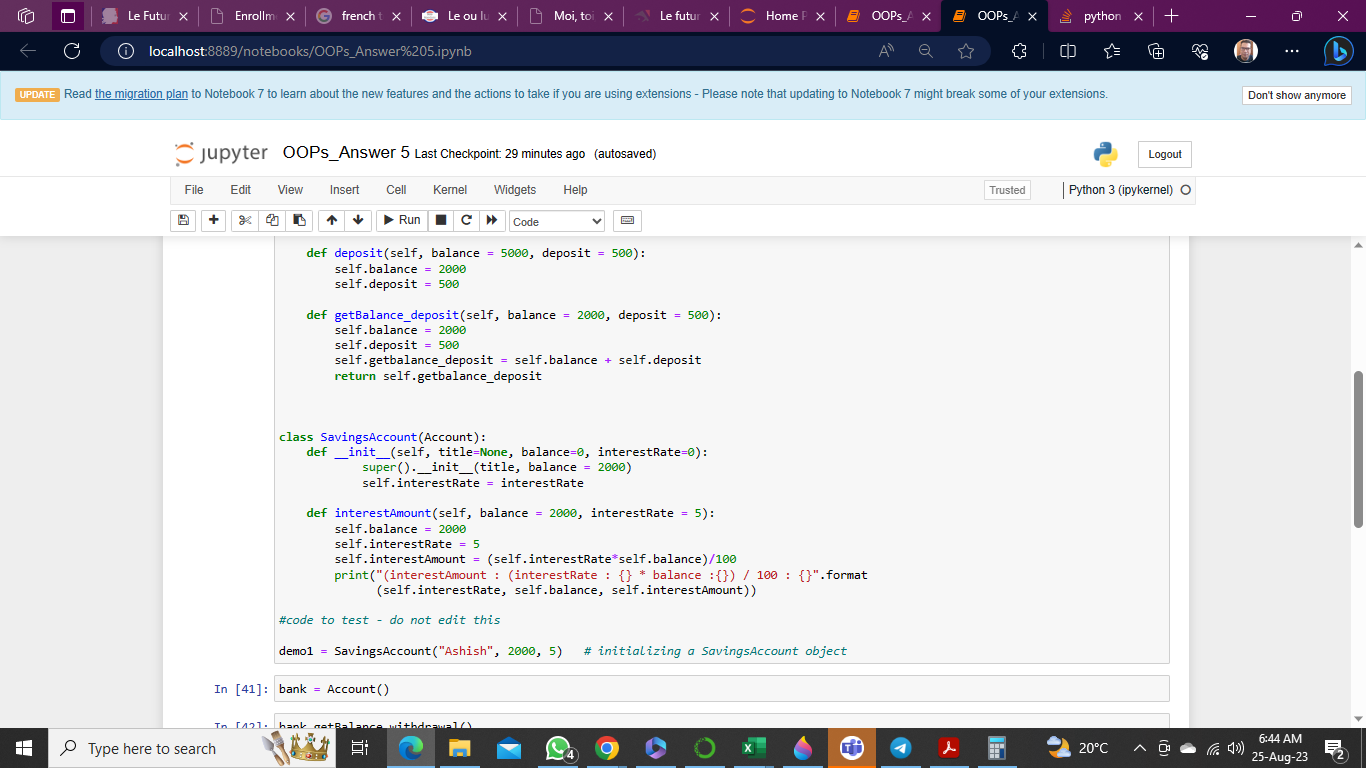 Le Futur
Enrollme
french t
Le ou lu
Moi, toi
Le futur
Home P
OOPs_A
OOPs_A
python
localhost:8889/notebooks/OOPs_Answer%205.ipynb
UPDATE Read the migration plan to Notebook 7 to learn about the new features and the actions to take if you are using extensions - Please note that updating to Notebook 7 might break some of your extensions. Don't show anymore
jupyter OOPs_Answer 5 Last Checkpoint: 29 minutes ago (autosaved) Logout
File Edit View Insert Cell Kernel Widgets Help Trusted Python 3 (ipykernel)
Run Code
def deposit(self, balance = 5000, deposit = 500):
self.balance = 2000
self.deposit = 500
def getBalance_deposit(self, balance = 2000, deposit = 500):
self.balance = 2000
self.deposit = 500
self.getbalance_deposit = self.balance + self.deposit
return self.getbalance_deposit
class SavingsAccount(Account):
def __init__(self, title=None, balance=0, interestRate=0):
super().__init__(title, balance = 2000)
self.interestRate = interestRate
def interestAmount(self, balance = 2000, interestRate = 5):
self.balance = 2000
self.interestRate = 5
self.interestAmount = (self.interestRate*self.balance)/100
print("(interestAmount : (interestRate : {} * balance :{}) / 100 : {}".format
(self.interestRate, self.balance, self.interestAmount))
#code to test - do not edit this
demo1 = SavingsAccount("Ashish", 2000, 5) # initializing a SavingsAccount object
In [41]: bank = Account()
In [42]: bank.getBalance_withdrawal()
Type here to search
4
20°C
6:44 AM
25-Aug-23
2